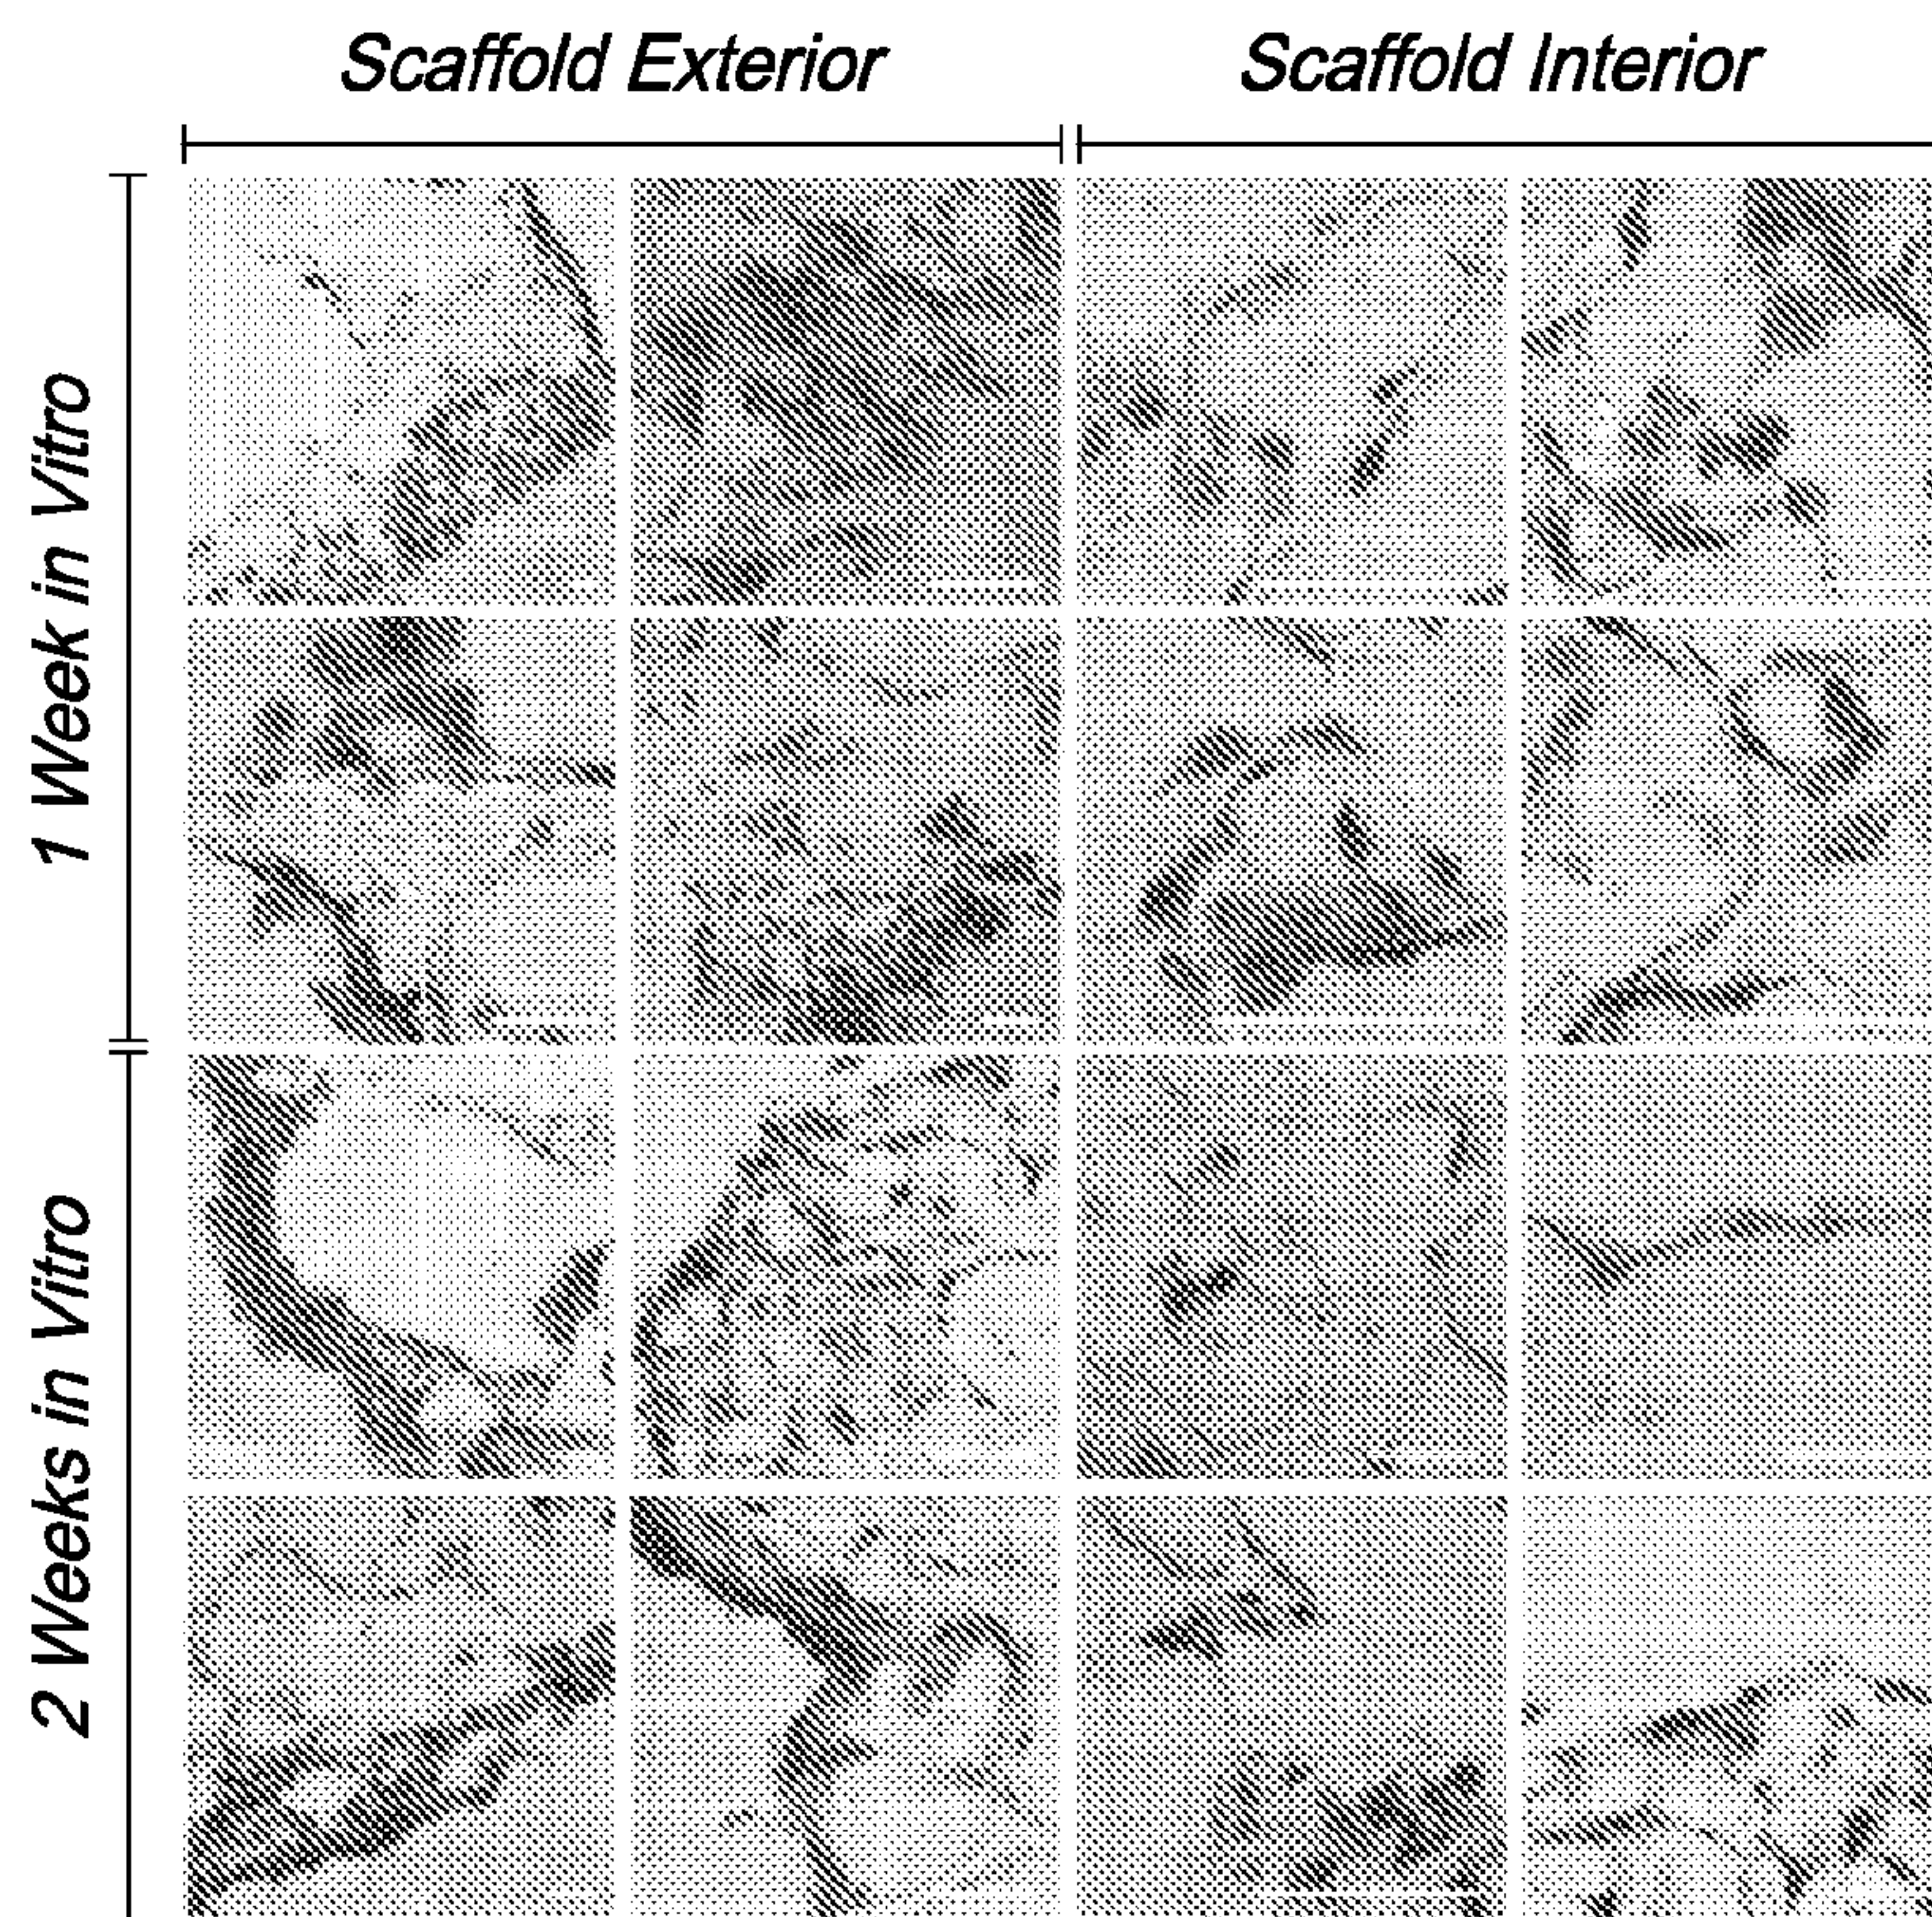 Scaffold Exterior
Scaffold Interior
1 Week in Vitro
2 Weeks in Vitro